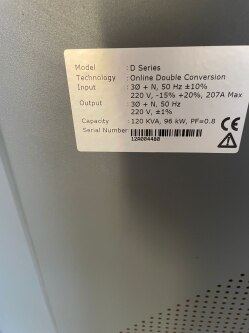 Model : D Series
Technology : Online Double Conversion
Input : 3Ø + N, 50 Hz ±10%
220 V, -15% +20%, 207A Max
Output : 3Ø + N, 50 Hz
220 V, ±1%
Capacity : 120 KVA, 96 kW, PF=0.8
Serial Number
12A004460
CE